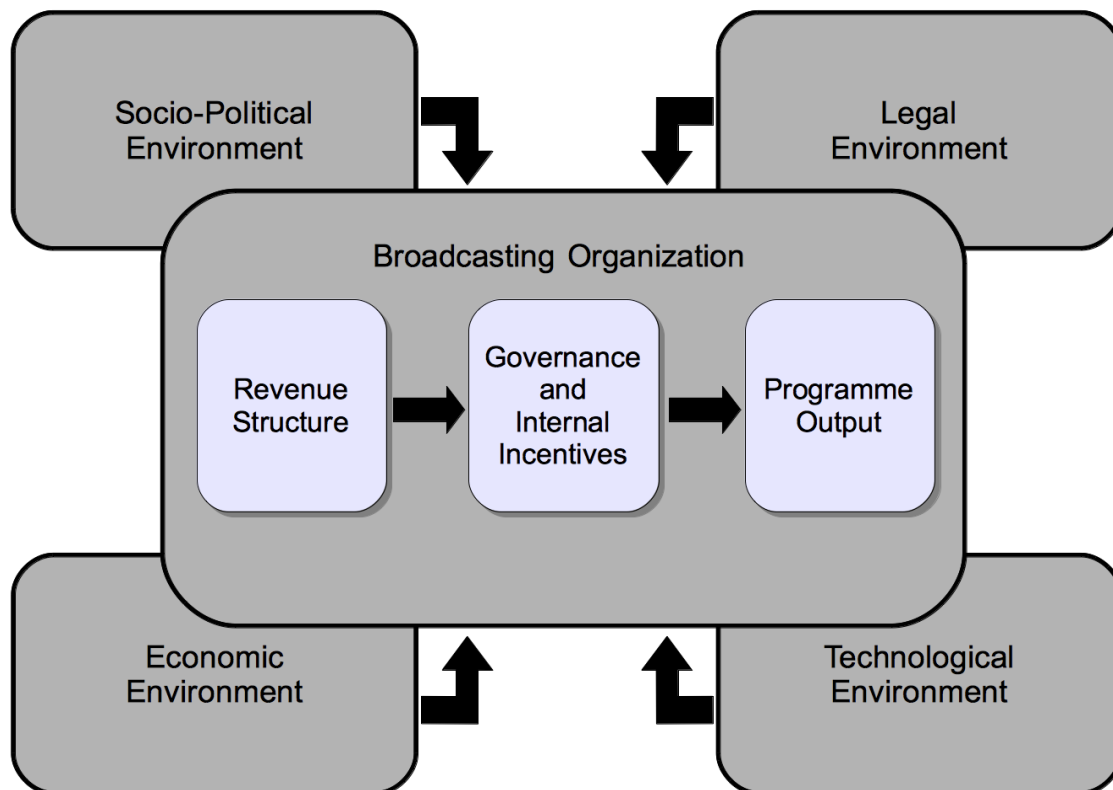 Socio-Political
Environment
Legal
Environment
Broadcasting Organization
Revenue
Structure
Governance
and
Internal
Incentives
Programme
Output
Economic
Environment
Technological
Environment